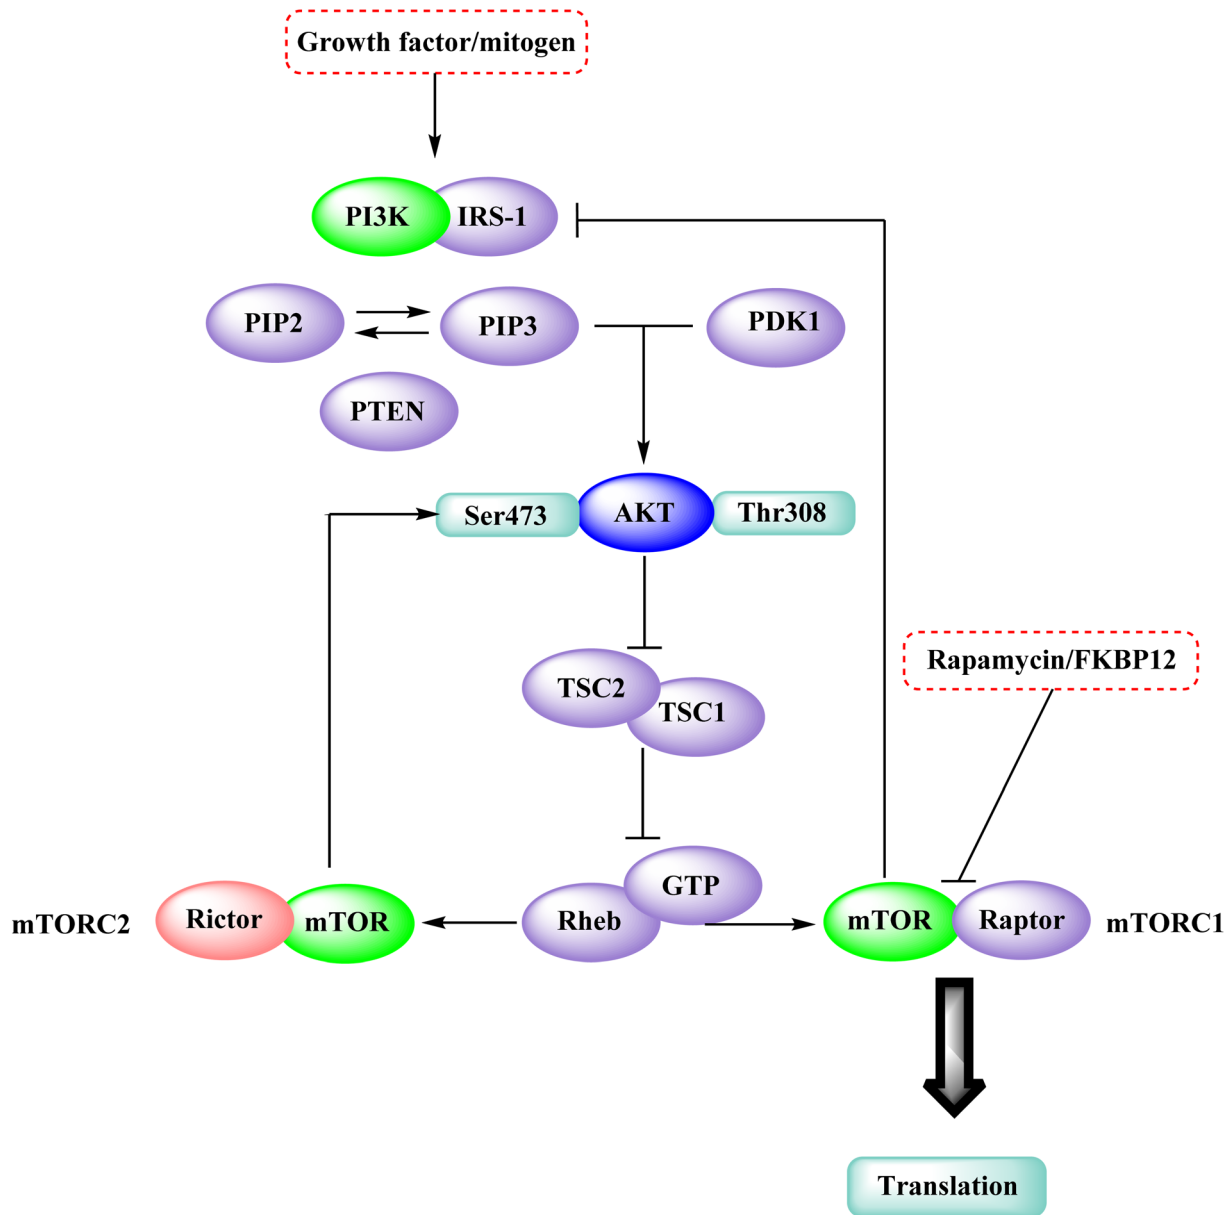 Growth factor/mitogen
PI3K
IRS-1
PIP2
PIP3
PDK1
PTEN
Ser473
AKT
Thr308
TSC2
TSC1
Rapamycin/FKBP12
GTP
mTORC2
Rictor
mTOR
Rheb
mTOR
Raptor
mTORC1
Translation